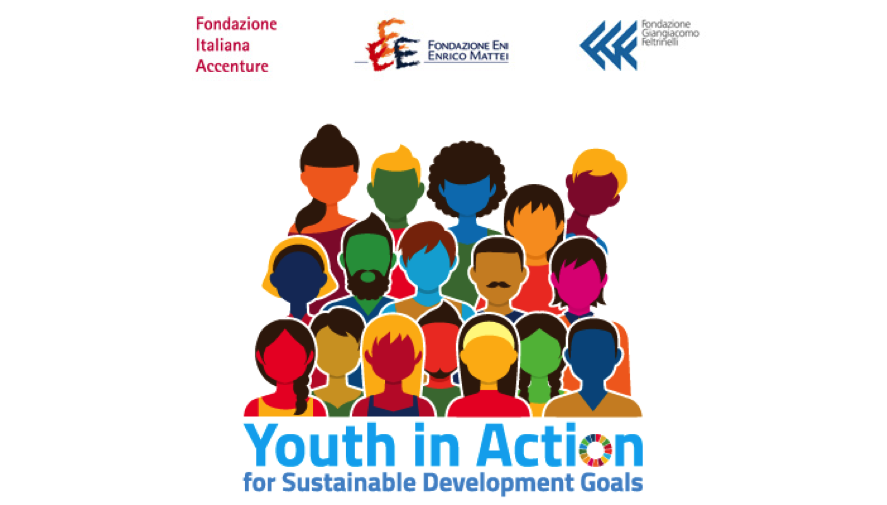 Fondazione
Italiana
Accenture
FONDAZIONE ENI
ENRICO MATTEI
Fondazione
Giangiacomo
Feltrinelli
Youth in Action
for Sustainable Development Goals